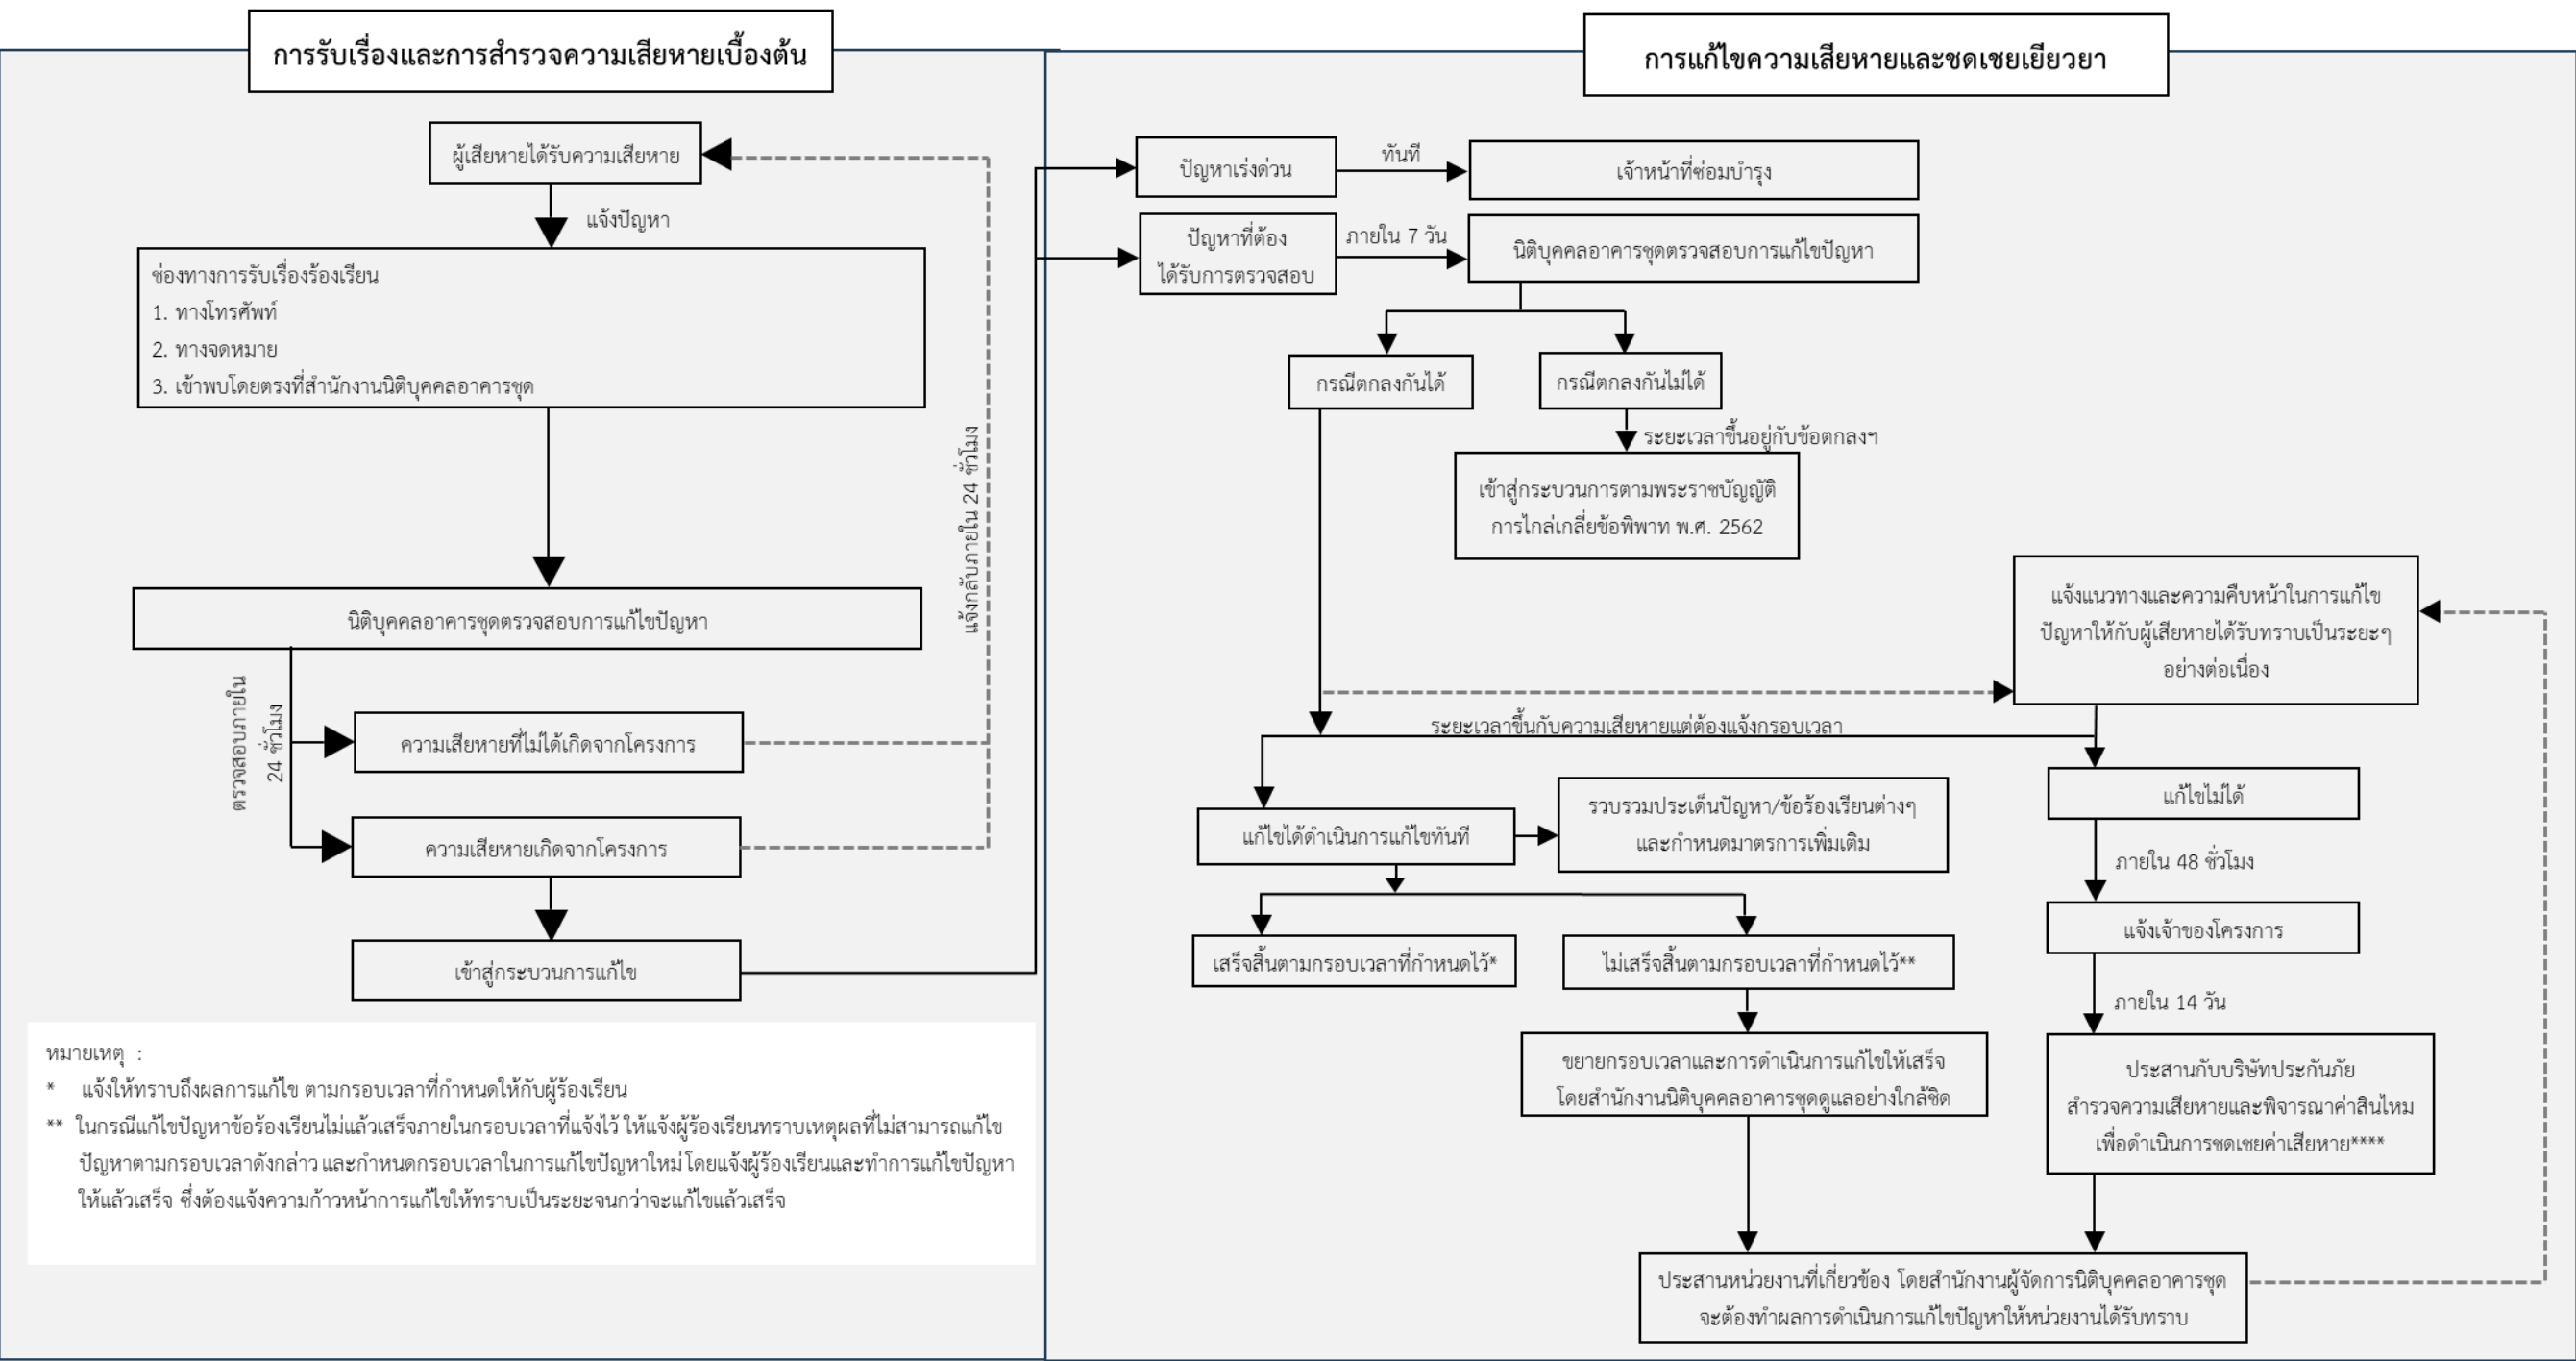 การรับเรื่องและการสำรวจความเสียหายเบื้องต้น
ผู้เสียหายได้รับความเสียหาย
แจ้งปัญหา
ช่องทางการรับเรื่องร้องเรียน
1. ทางโทรศัพท์
2. ทางจดหมาย
3. เข้าพบโดยตรงที่สำนักงานนิติบุคคลอาคารชุด
แจ้งกลับภายใน 24 ชั่วโมง
นิติบุคคลอาคารชุดตรวจสอบการแก้ไขปัญหา
ตรวจสอบภายใน
24 ชั่วโมง
ความเสียหายที่ไม่ได้เกิดจากโครงการ
ความเสียหายเกิดจากโครงการ
เข้าสู่กระบวนการแก้ไข
หมายเหตุ :
* แจ้งให้ทราบถึงผลการแก้ไข ตามกรอบเวลาที่กำหนดให้กับผู้ร้องเรียน
** ในกรณีแก้ไขปัญหาข้อร้องเรียนไม่แล้วเสร็จภายในกรอบเวลาที่แจ้งไว้ ให้แจ้งผู้ร้องเรียนทราบเหตุผลที่ไม่สามารถแก้ไข
ปัญหาตามกรอบเวลาดังกล่าว และกำหนดกรอบเวลาในการแก้ไขปัญหาใหม่ โดยแจ้งผู้ร้องเรียนและทำการแก้ไขปัญหา
ให้แล้วเสร็จ ซึ่งต้องแจ้งความก้าวหน้าการแก้ไขให้ทราบเป็นระยะจนกว่าจะแก้ไขแล้วเสร็จ
การแก้ไขความเสียหายและชดเชยเยียวยา
ปัญหาเร่งด่วน
ทันที
เจ้าหน้าที่ซ่อมบำรุง
ปัญหาที่ต้อง
ได้รับการตรวจสอบ
ภายใน 7 วัน
นิติบุคคลอาคารชุดตรวจสอบการแก้ไขปัญหา
กรณีตกลงกันได้
กรณีตกลงกันไม่ได้
ระยะเวลาขึ้นอยู่กับข้อตกลงฯ
เข้าสู่กระบวนการตามพระราชบัญญัติ
การไกล่เกลี่ยข้อพิพาท พ.ศ. 2562
แจ้งแนวทางและความคืบหน้าในการแก้ไข
ปัญหาให้กับผู้เสียหายได้รับทราบเป็นระยะๆ
อย่างต่อเนื่อง
ระยะเวลาขึ้นกับความเสียหายแต่ต้องแจ้งกรอบเวลา
แก้ไขได้ดำเนินการแก้ไขทันที
รวบรวมประเด็นปัญหา/ข้อร้องเรียนต่างๆ
และกำหนดมาตรการเพิ่มเติม
แก้ไขไม่ได้
ภายใน 48 ชั่วโมง
แจ้งเจ้าของโครงการ
เสร็จสิ้นตามกรอบเวลาที่กำหนดไว้*
ไม่เสร็จสิ้นตามกรอบเวลาที่กำหนดไว้**
ภายใน 14 วัน
ขยายกรอบเวลาและการดำเนินการแก้ไขให้เสร็จ
โดยสำนักงานนิติบุคคลอาคารชุดดูแลอย่างใกล้ชิด
ประสานกับบริษัทประกันภัย
สำรวจความเสียหายและพิจารณาค่าสินไหม
เพื่อดำเนินการชดเชยค่าเสียหาย****
ประสานหน่วยงานที่เกี่ยวข้อง โดยสำนักงานผู้จัดการนิติบุคคลอาคารชุด
จะต้องทำผลการดำเนินการแก้ไขปัญหาให้หน่วยงานได้รับทราบ